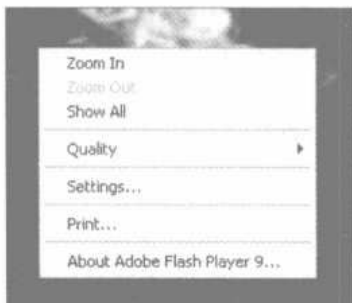 Zoom In
Zoom Out
Show All
Quality
Settings...
Print...
About Adobe Flash Player 9...